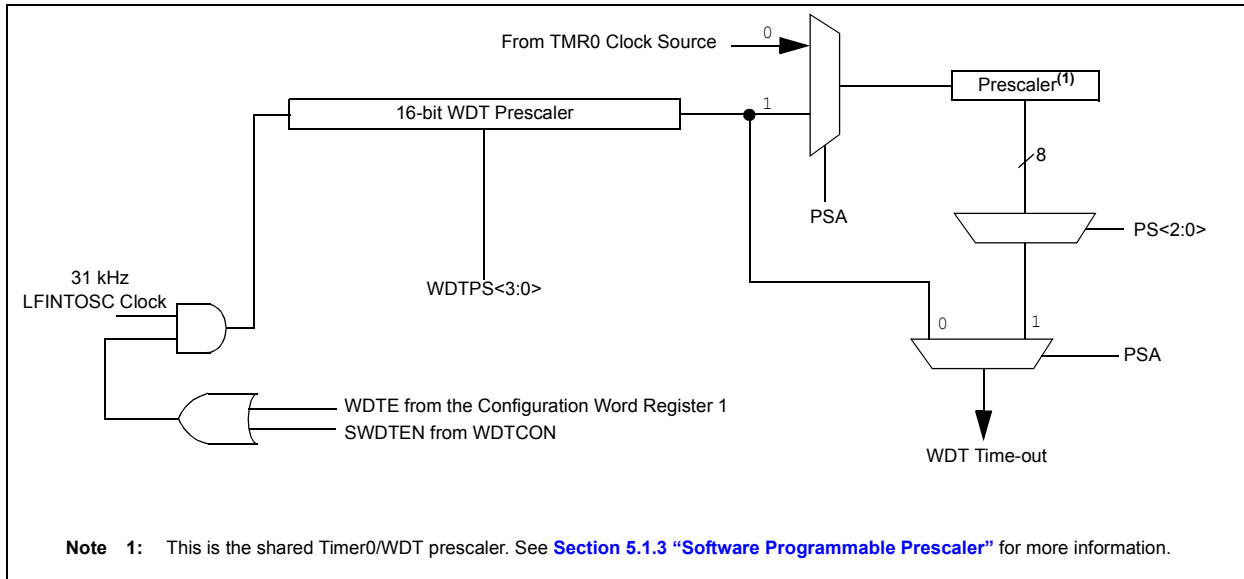 From TMR0 Clock Source
0
Prescaler(1)
16-bit WDT Prescaler
1
8
PSA
PS<2:0>
31 kHz
LFINTOSC Clock
WDTPS<3:0>
0
1
PSA
WDTE from the Configuration Word Register 1
SWDTEN from WDTCON
WDT Time-out
Note 1: This is the shared Timer0/WDT prescaler. See Section 5.1.3 “Software Programmable Prescaler” for more information.